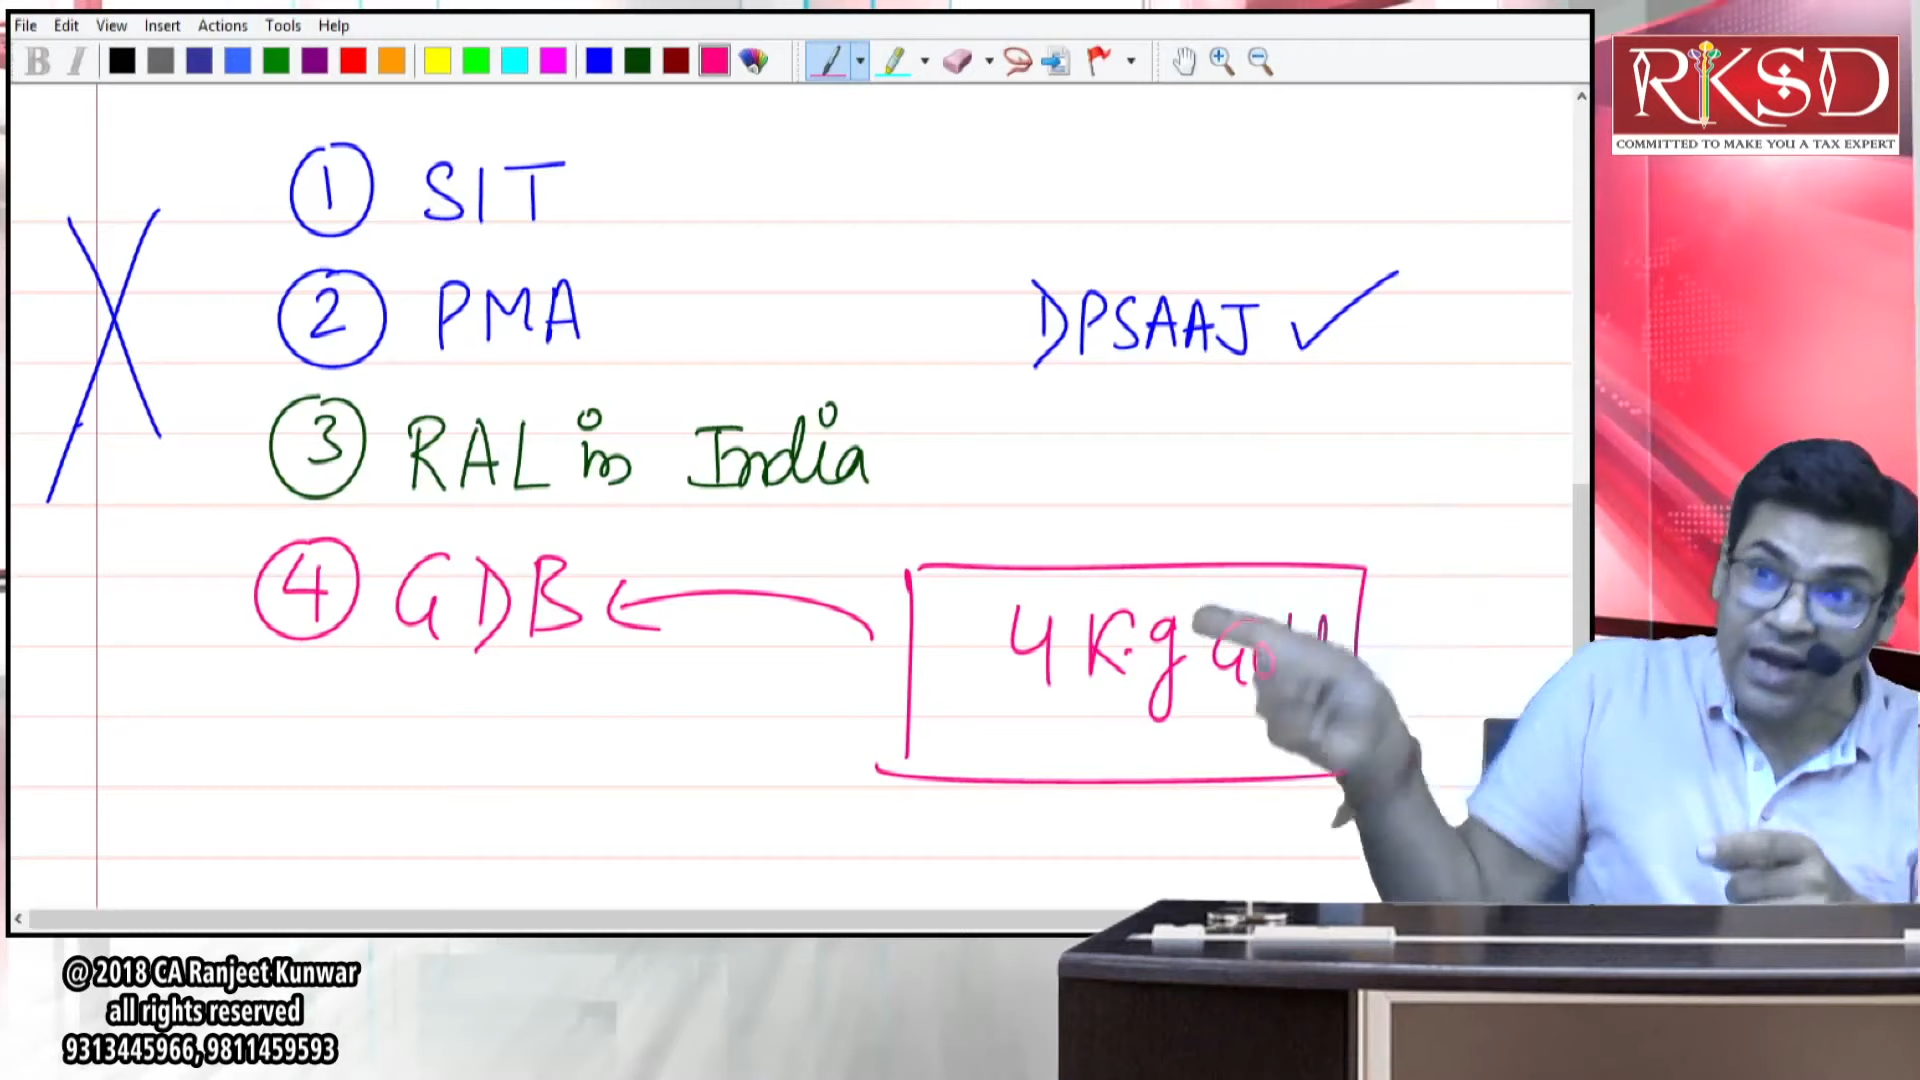 File Edit View Insert Actions Tools Help
B I
RKSD
COMMITTED TO MAKE YOU A TAX EXPERT
① SIT
② PMA
DPSAAJ ✓
③ RAL in India
④ GDB
4 Kg
@ 2018 CA Ranjeet Kunwar
all rights reserved
9313445966, 9811459593